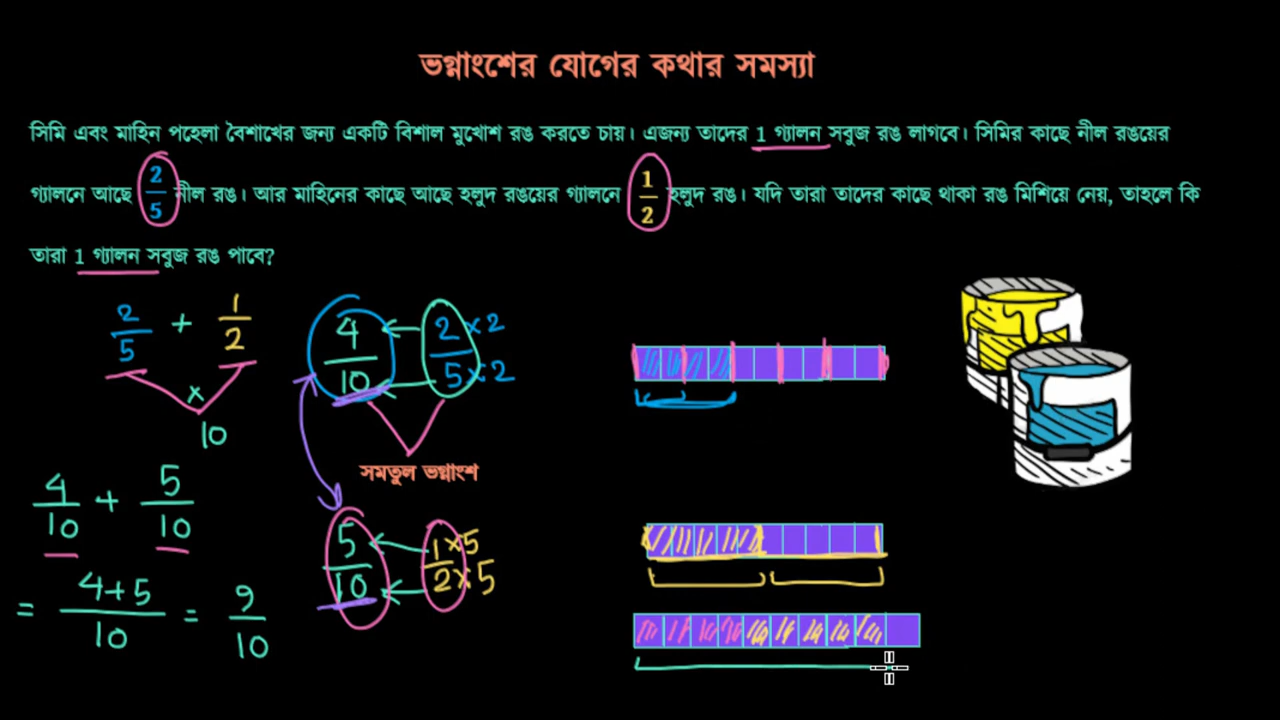 ভগ্নাংশের যোগের কথার সমস্যা
সিমি এবং মাহিন পহেলা বৈশাখের জন্য একটি বিশাল মুখোশ রঙ করতে চায়। এজন্য তাদের 1 গ্যালন সবুজ রঙ লাগবে। সিমির কাছে নীল রঙয়ের
গ্যালনে আছে 2/5 নীল রঙ। আর মাহিনের কাছে আছে হলুদ রঙয়ের গ্যালনে 1/2 হলুদ রঙ। যদি তারা তাদের কাছে থাকা রঙ মিশিয়ে নেয়, তাহলে কি
তারা 1 গ্যালন সবুজ রঙ পাবে?
2/5 + 1/2
×
10
4/10 2×2/5×2
সমতুল ভগ্নাংশ
4/10 + 5/10
5/10 1×5/2×5
= 4+5/10 = 9/10